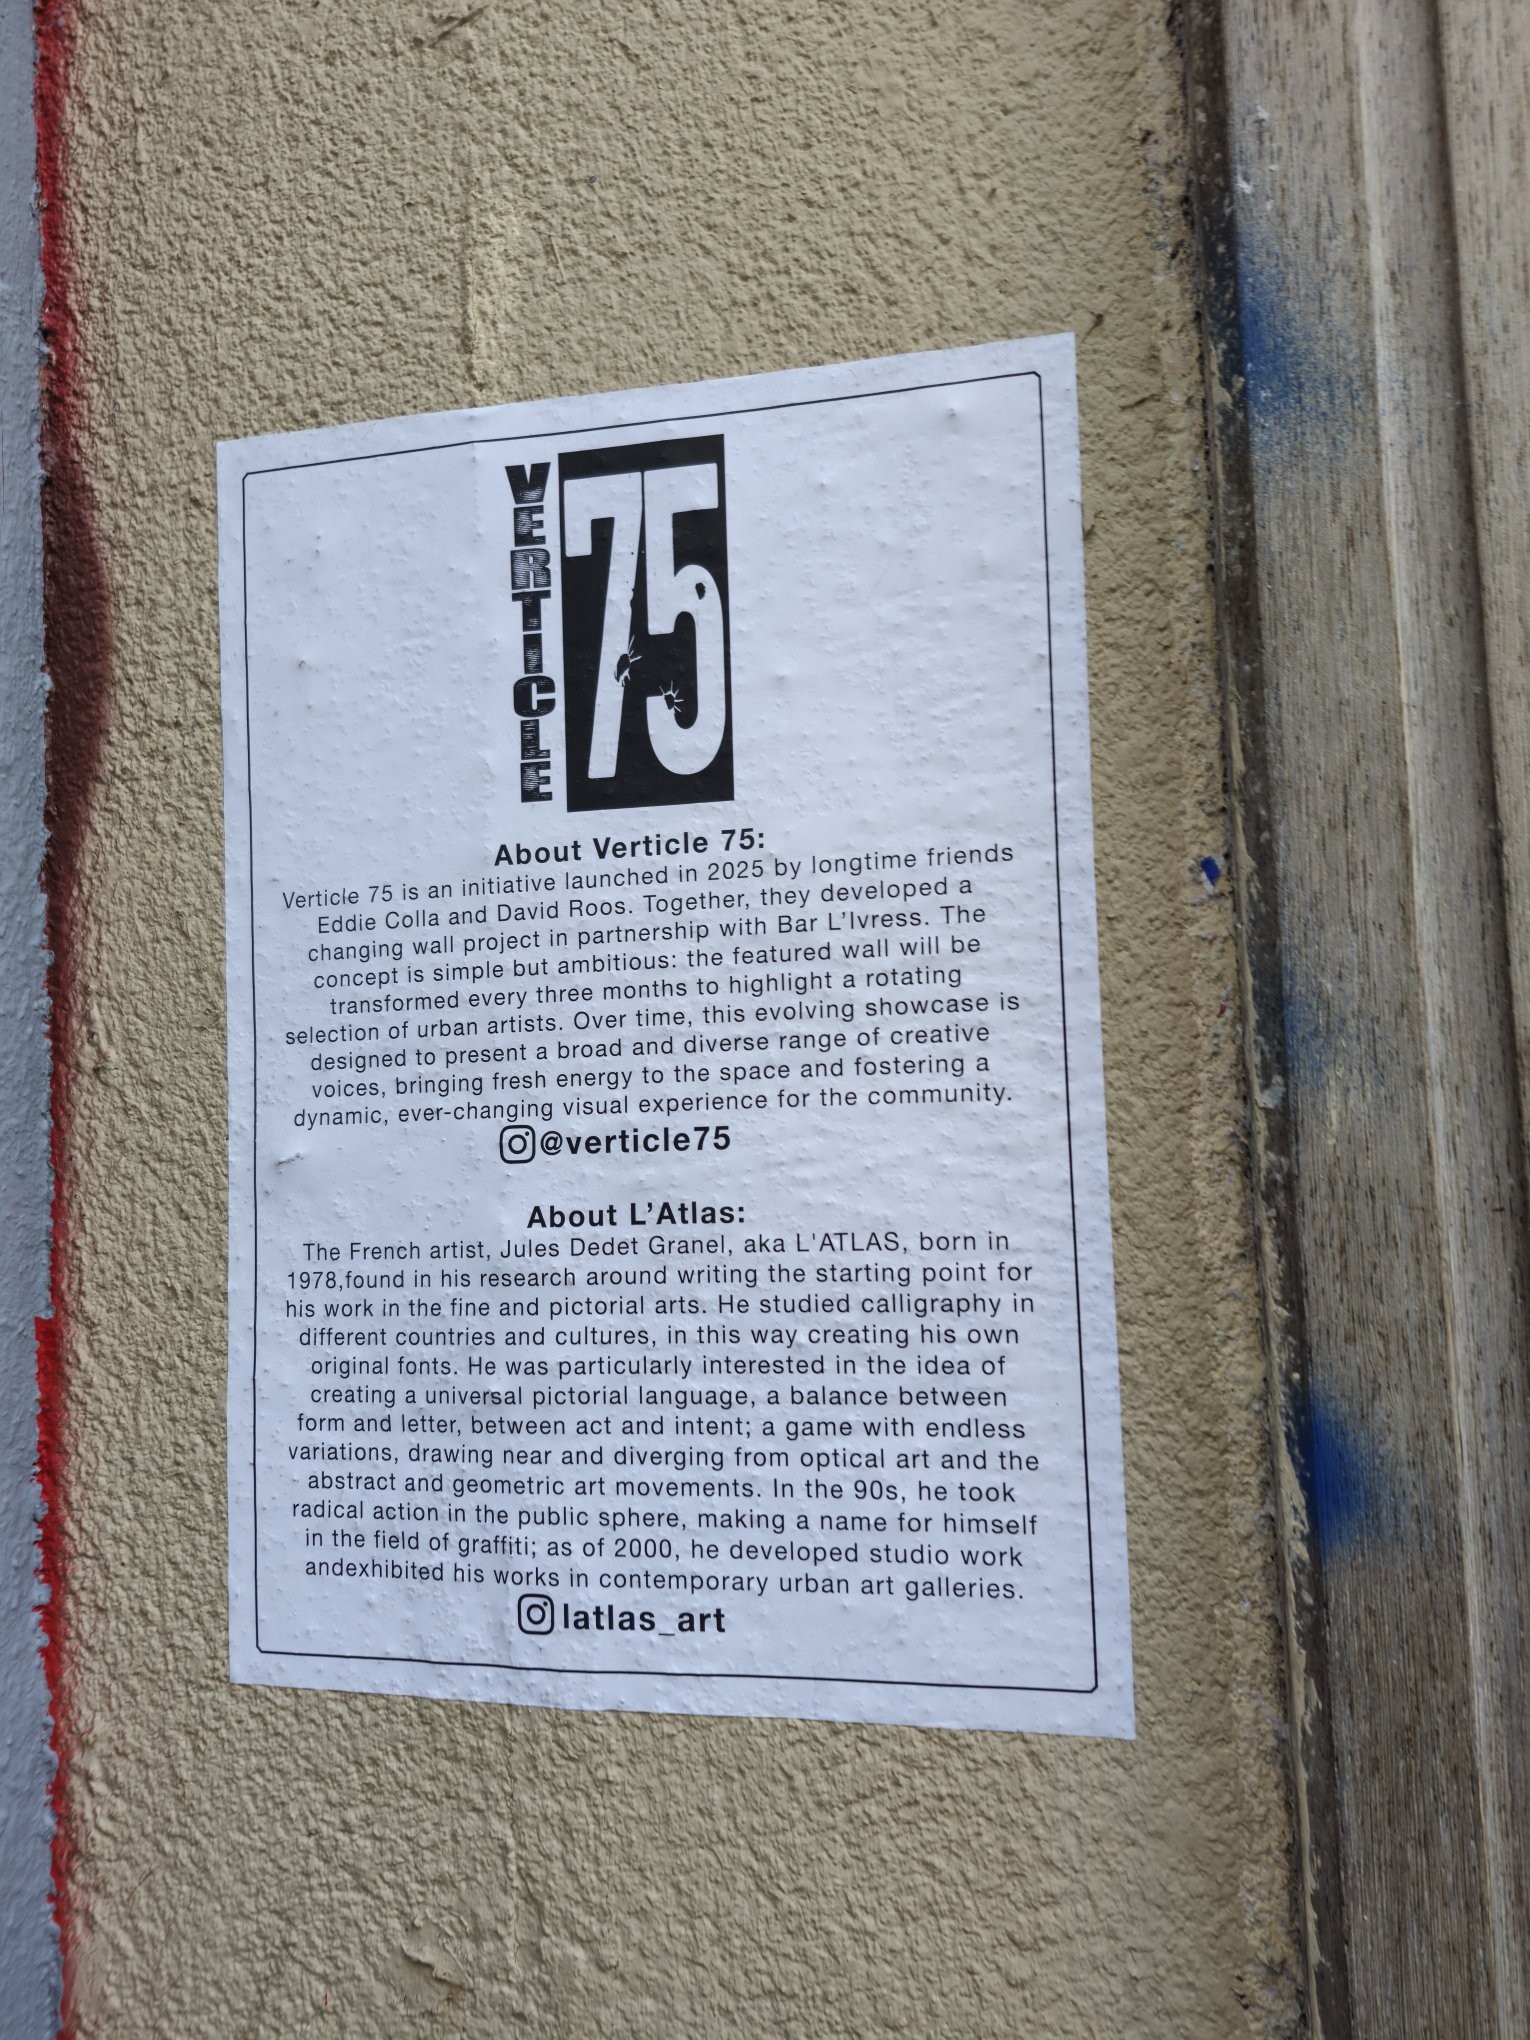 VERTICLE
75
About Verticle 75:
Verticle 75 is an initiative launched in 2025 by longtime friends
Eddie Colla and David Roos. Together, they developed a
changing wall project in partnership with Bar L'Ivress. The
concept is simple but ambitious: the featured wall will be
transformed every three months to highlight a rotating
selection of urban artists. Over time, this evolving showcase is
designed to present a broad and diverse range of creative
voices, bringing fresh energy to the space and fostering a
dynamic, ever-changing visual experience for the community.
@verticle75
About L'Atlas:
The French artist, Jules Dedet Granel, aka L'ATLAS, born in
1978,found in his research around writing the starting point for
his work in the fine and pictorial arts. He studied calligraphy in
different countries and cultures, in this way creating his own
original fonts. He was particularly interested in the idea of
creating a universal pictorial language, a balance between
form and letter, between act and intent; a game with endless
variations, drawing near and diverging from optical art and the
abstract and geometric art movements. In the 90s, he took
radical action in the public sphere, making a name for himself
in the field of graffiti; as of 2000, he developed studio work
andexhibited his works in contemporary urban art galleries.
latlas_art